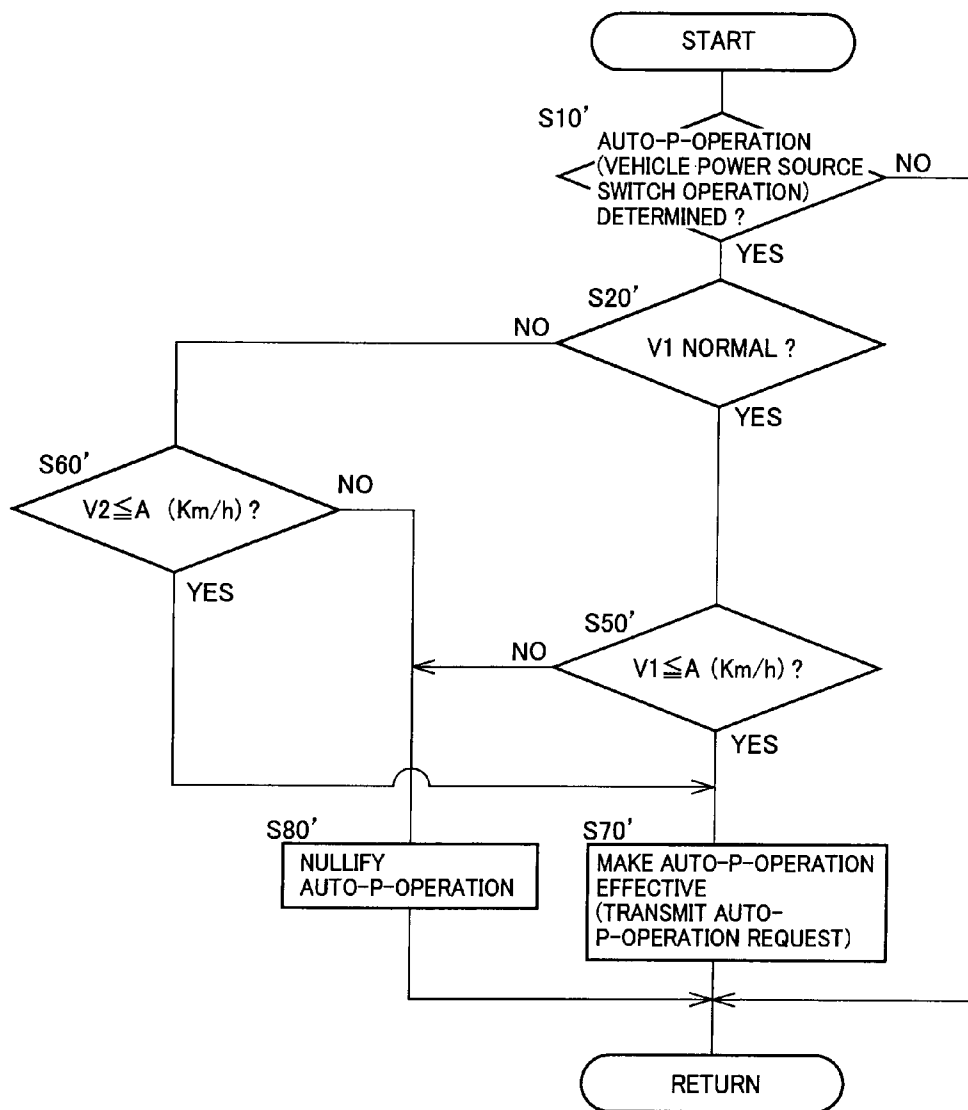 START
S10'
AUTO-P-OPERATION
(VEHICLE POWER SOURCE
SWITCH OPERATION)
DETERMINED ?
NO
YES
S20'
NO
V1 NORMAL ?
YES
S60'
V2≦A (Km/h) ?
NO
YES
S50'
NO
V1≦A (Km/h) ?
YES
S80'
NULLIFY
AUTO-P-OPERATION
S70'
MAKE AUTO-P-OPERATION
EFFECTIVE
(TRANSMIT AUTO-
P-OPERATION REQUEST)
RETURN